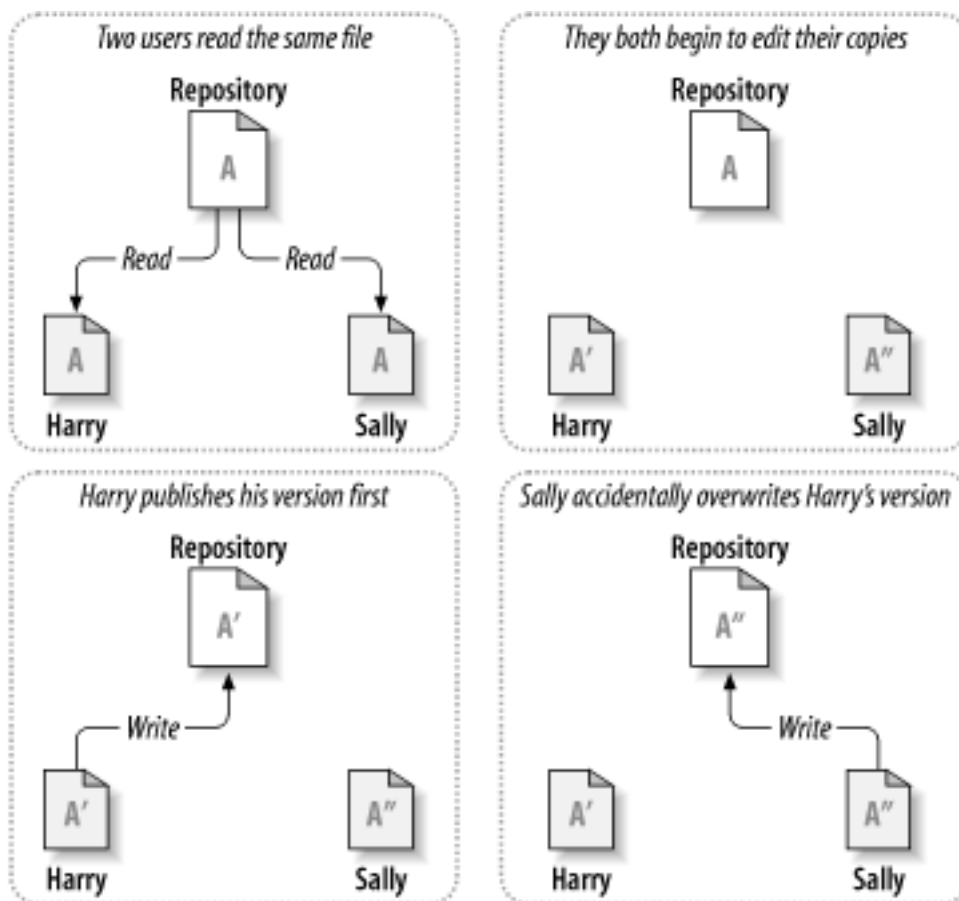 Two users read the same file
Repository
A
Read Read
A A
Harry Sally
They both begin to edit their copies
Repository
A
A′ A″
Harry Sally
Harry publishes his version first
Repository
A′
Write
A′ A″
Harry Sally
Sally accidentally overwrites Harry’s version
Repository
A″
Write
A′ A″
Harry Sally